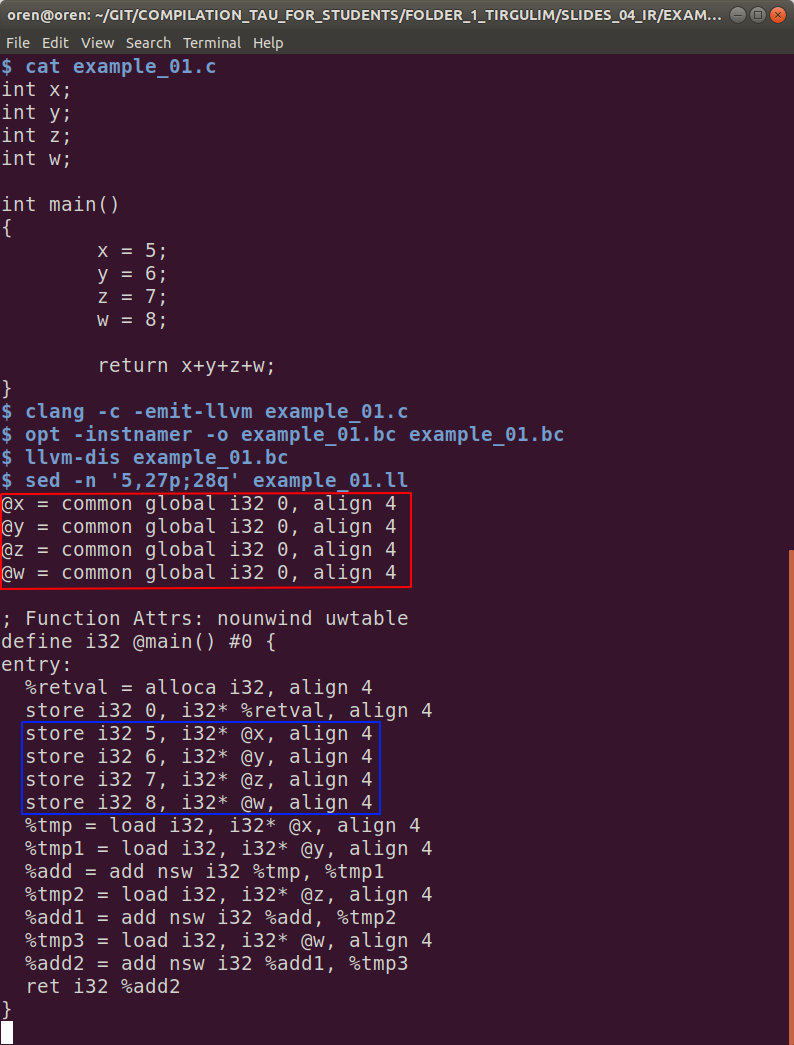 oren@oren: ~/GIT/COMPILATION_TAU_FOR_STUDENTS/FOLDER_1_TIRGULIM/SLIDES_04_IR/EXAM...
File Edit View Search Terminal Help
$ cat example_01.c
int x;
int y;
int z;
int w;

int main()
{
        x = 5;
        y = 6;
        z = 7;
        w = 8;

        return x+y+z+w;
}
$ clang -c -emit-llvm example_01.c
$ opt -instnamer -o example_01.bc example_01.bc
$ llvm-dis example_01.bc
$ sed -n '5,27p;28q' example_01.ll
@x = common global i32 0, align 4
@y = common global i32 0, align 4
@z = common global i32 0, align 4
@w = common global i32 0, align 4

; Function Attrs: nounwind uwtable
define i32 @main() #0 {
entry:
  %retval = alloca i32, align 4
  store i32 0, i32* %retval, align 4
  store i32 5, i32* @x, align 4
  store i32 6, i32* @y, align 4
  store i32 7, i32* @z, align 4
  store i32 8, i32* @w, align 4
  %tmp = load i32, i32* @x, align 4
  %tmp1 = load i32, i32* @y, align 4
  %add = add nsw i32 %tmp, %tmp1
  %tmp2 = load i32, i32* @z, align 4
  %add1 = add nsw i32 %add, %tmp2
  %tmp3 = load i32, i32* @w, align 4
  %add2 = add nsw i32 %add1, %tmp3
  ret i32 %add2
}